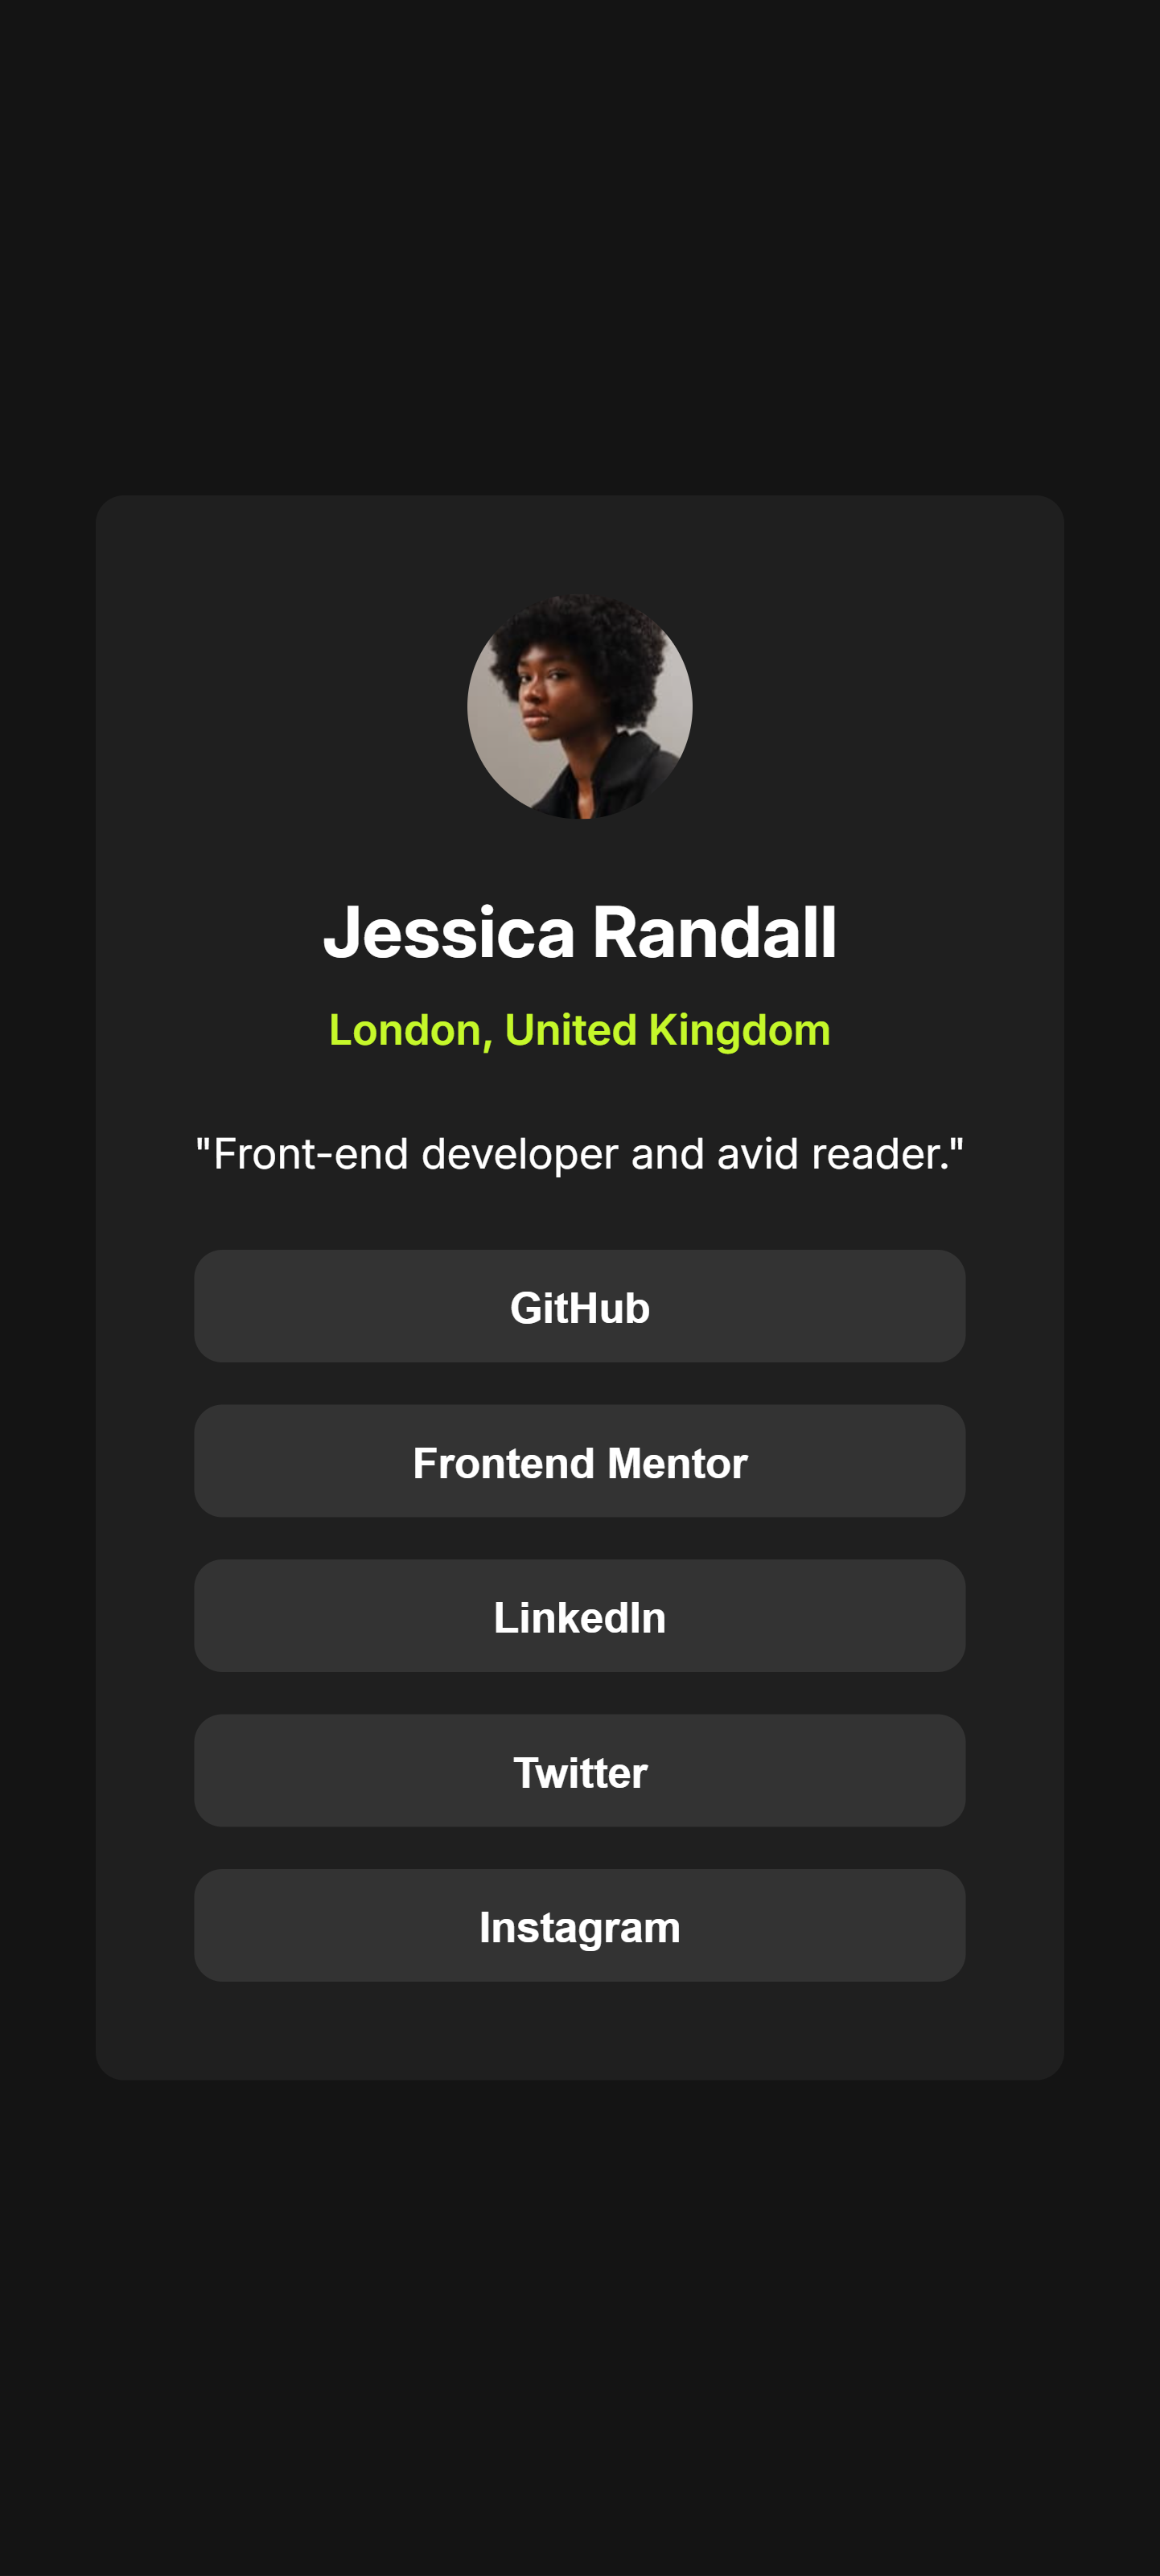 Jessica Randall
London, United Kingdom
"Front-end developer and avid reader."
GitHub
Frontend Mentor
LinkedIn
Twitter
Instagram